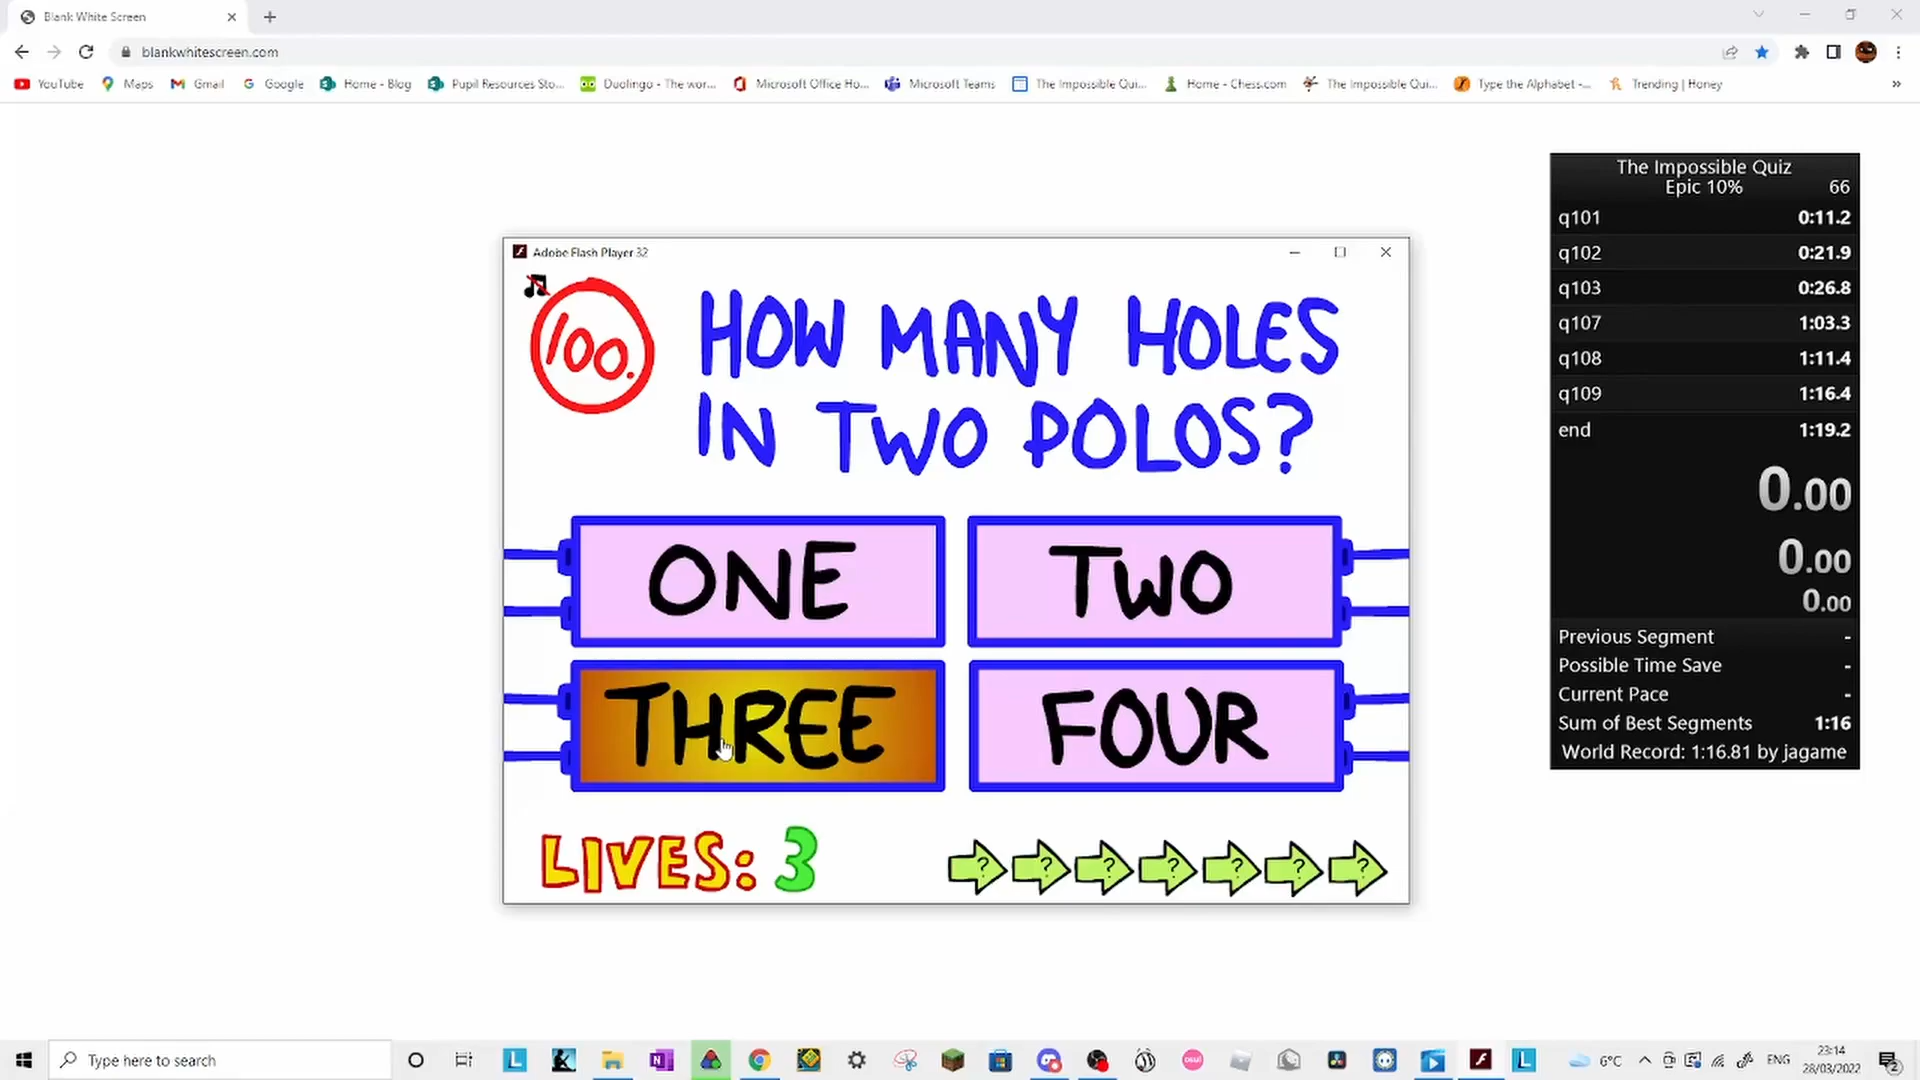 Blank White Screen
blankwhitescreen.com
YouTube Maps Gmail Google Home - Blog Pupil Resources Sto... Duolingo - The wor... Microsoft Office Ho... Microsoft Teams The Impossible Qui... Home - Chess.com The Impossible Qui... Type the Alphabet -... Trending | Honey »
Adobe Flash Player 32
100.
HOW MANY HOLES
IN TWO POLOS?
ONE TWO
THREE FOUR
LIVES: 3
? ? ? ? ? ? ?
The Impossible Quiz
Epic 10% 66
q101 0:11.2
q102 0:21.9
q103 0:26.8
q107 1:03.3
q108 1:11.4
q109 1:16.4
end 1:19.2
0.00
0.00
0.00
Previous Segment -
Possible Time Save -
Current Pace -
Sum of Best Segments 1:16
World Record: 1:16.81 by jagame
Type here to search
6°C
ENG
23:14
28/03/2022
2